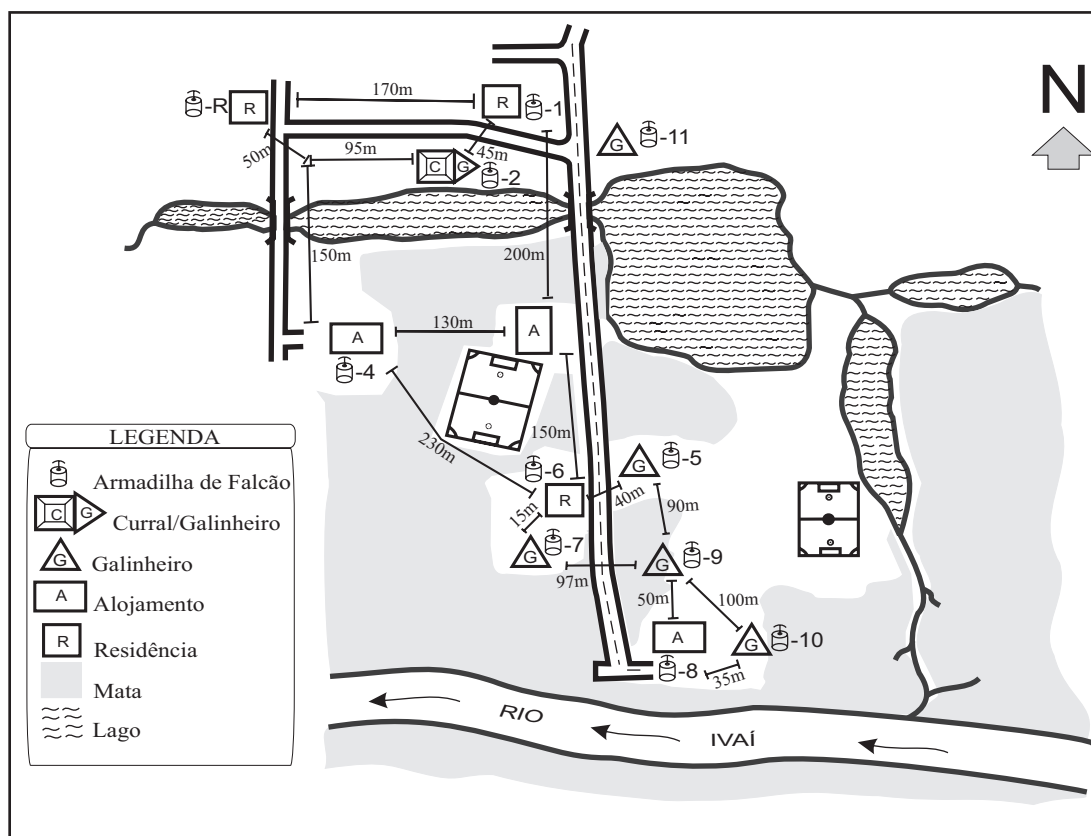 N
170m
-R
R
R
-1
G
-11
50m
95m
45m
C
G
-2
150m
200m
A
130m
A
-4
230m
150m
-6
G
-5
R
40m
15m
90m
G
-7
97m
G
-9
50m
100m
A
G
-10
-8
35m
RIO
IVAÍ
LEGENDA
Armadilha de Falcão
C
G
Curral/Galinheiro
G
Galinheiro
A
Alojamento
R
Residência
Mata
Lago